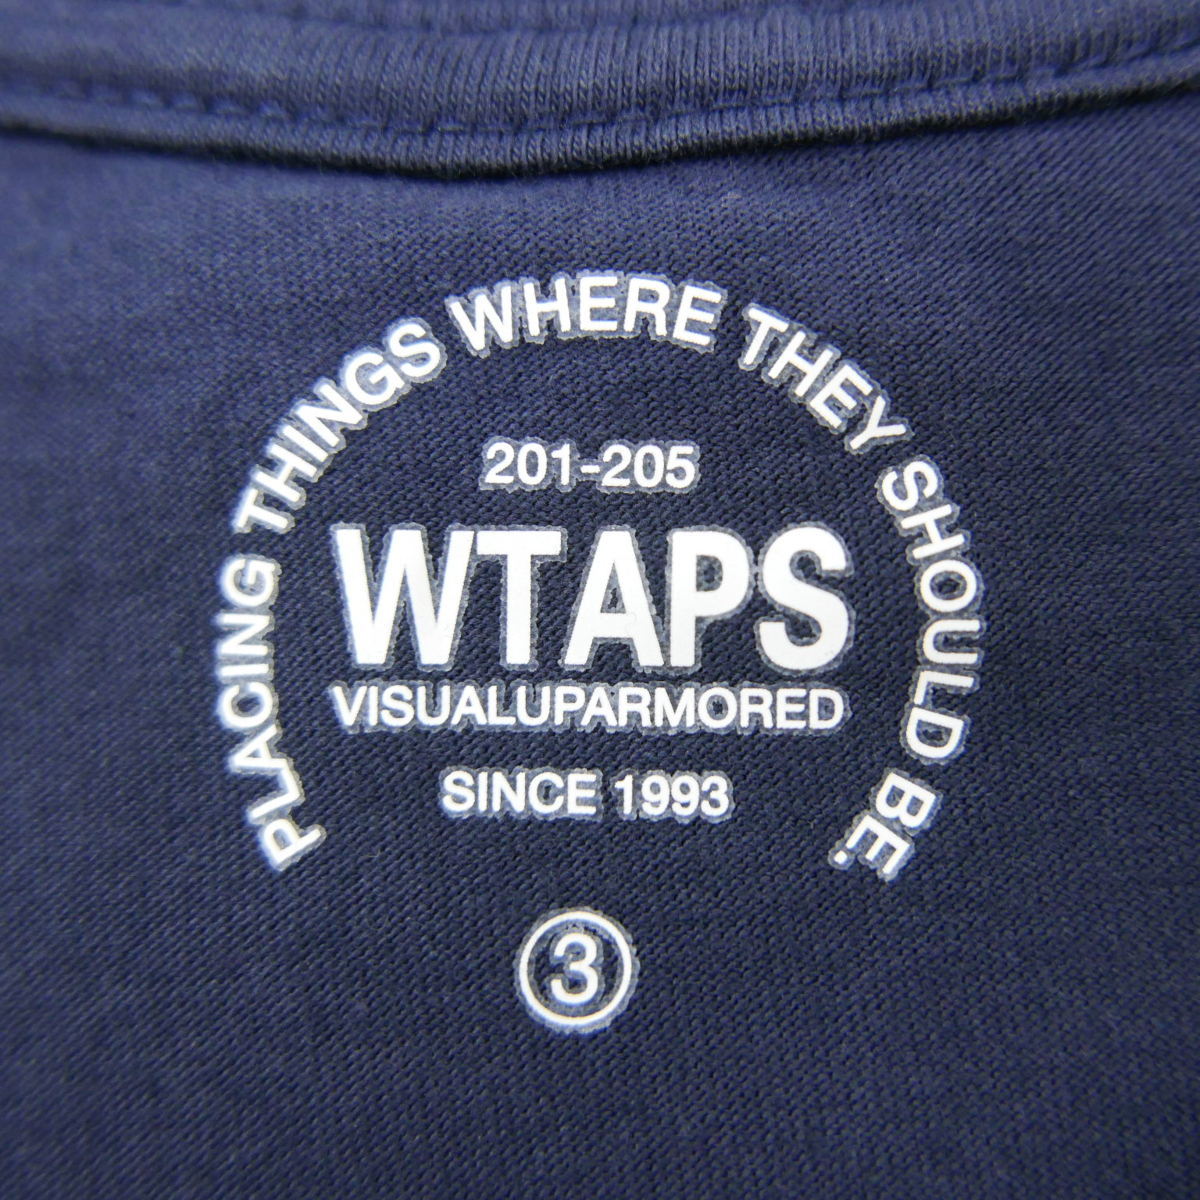 PLACING THINGS WHERE THEY SHOULD BE.
201-205
WTAPS
VISUALUPARMORED
SINCE 1993
3